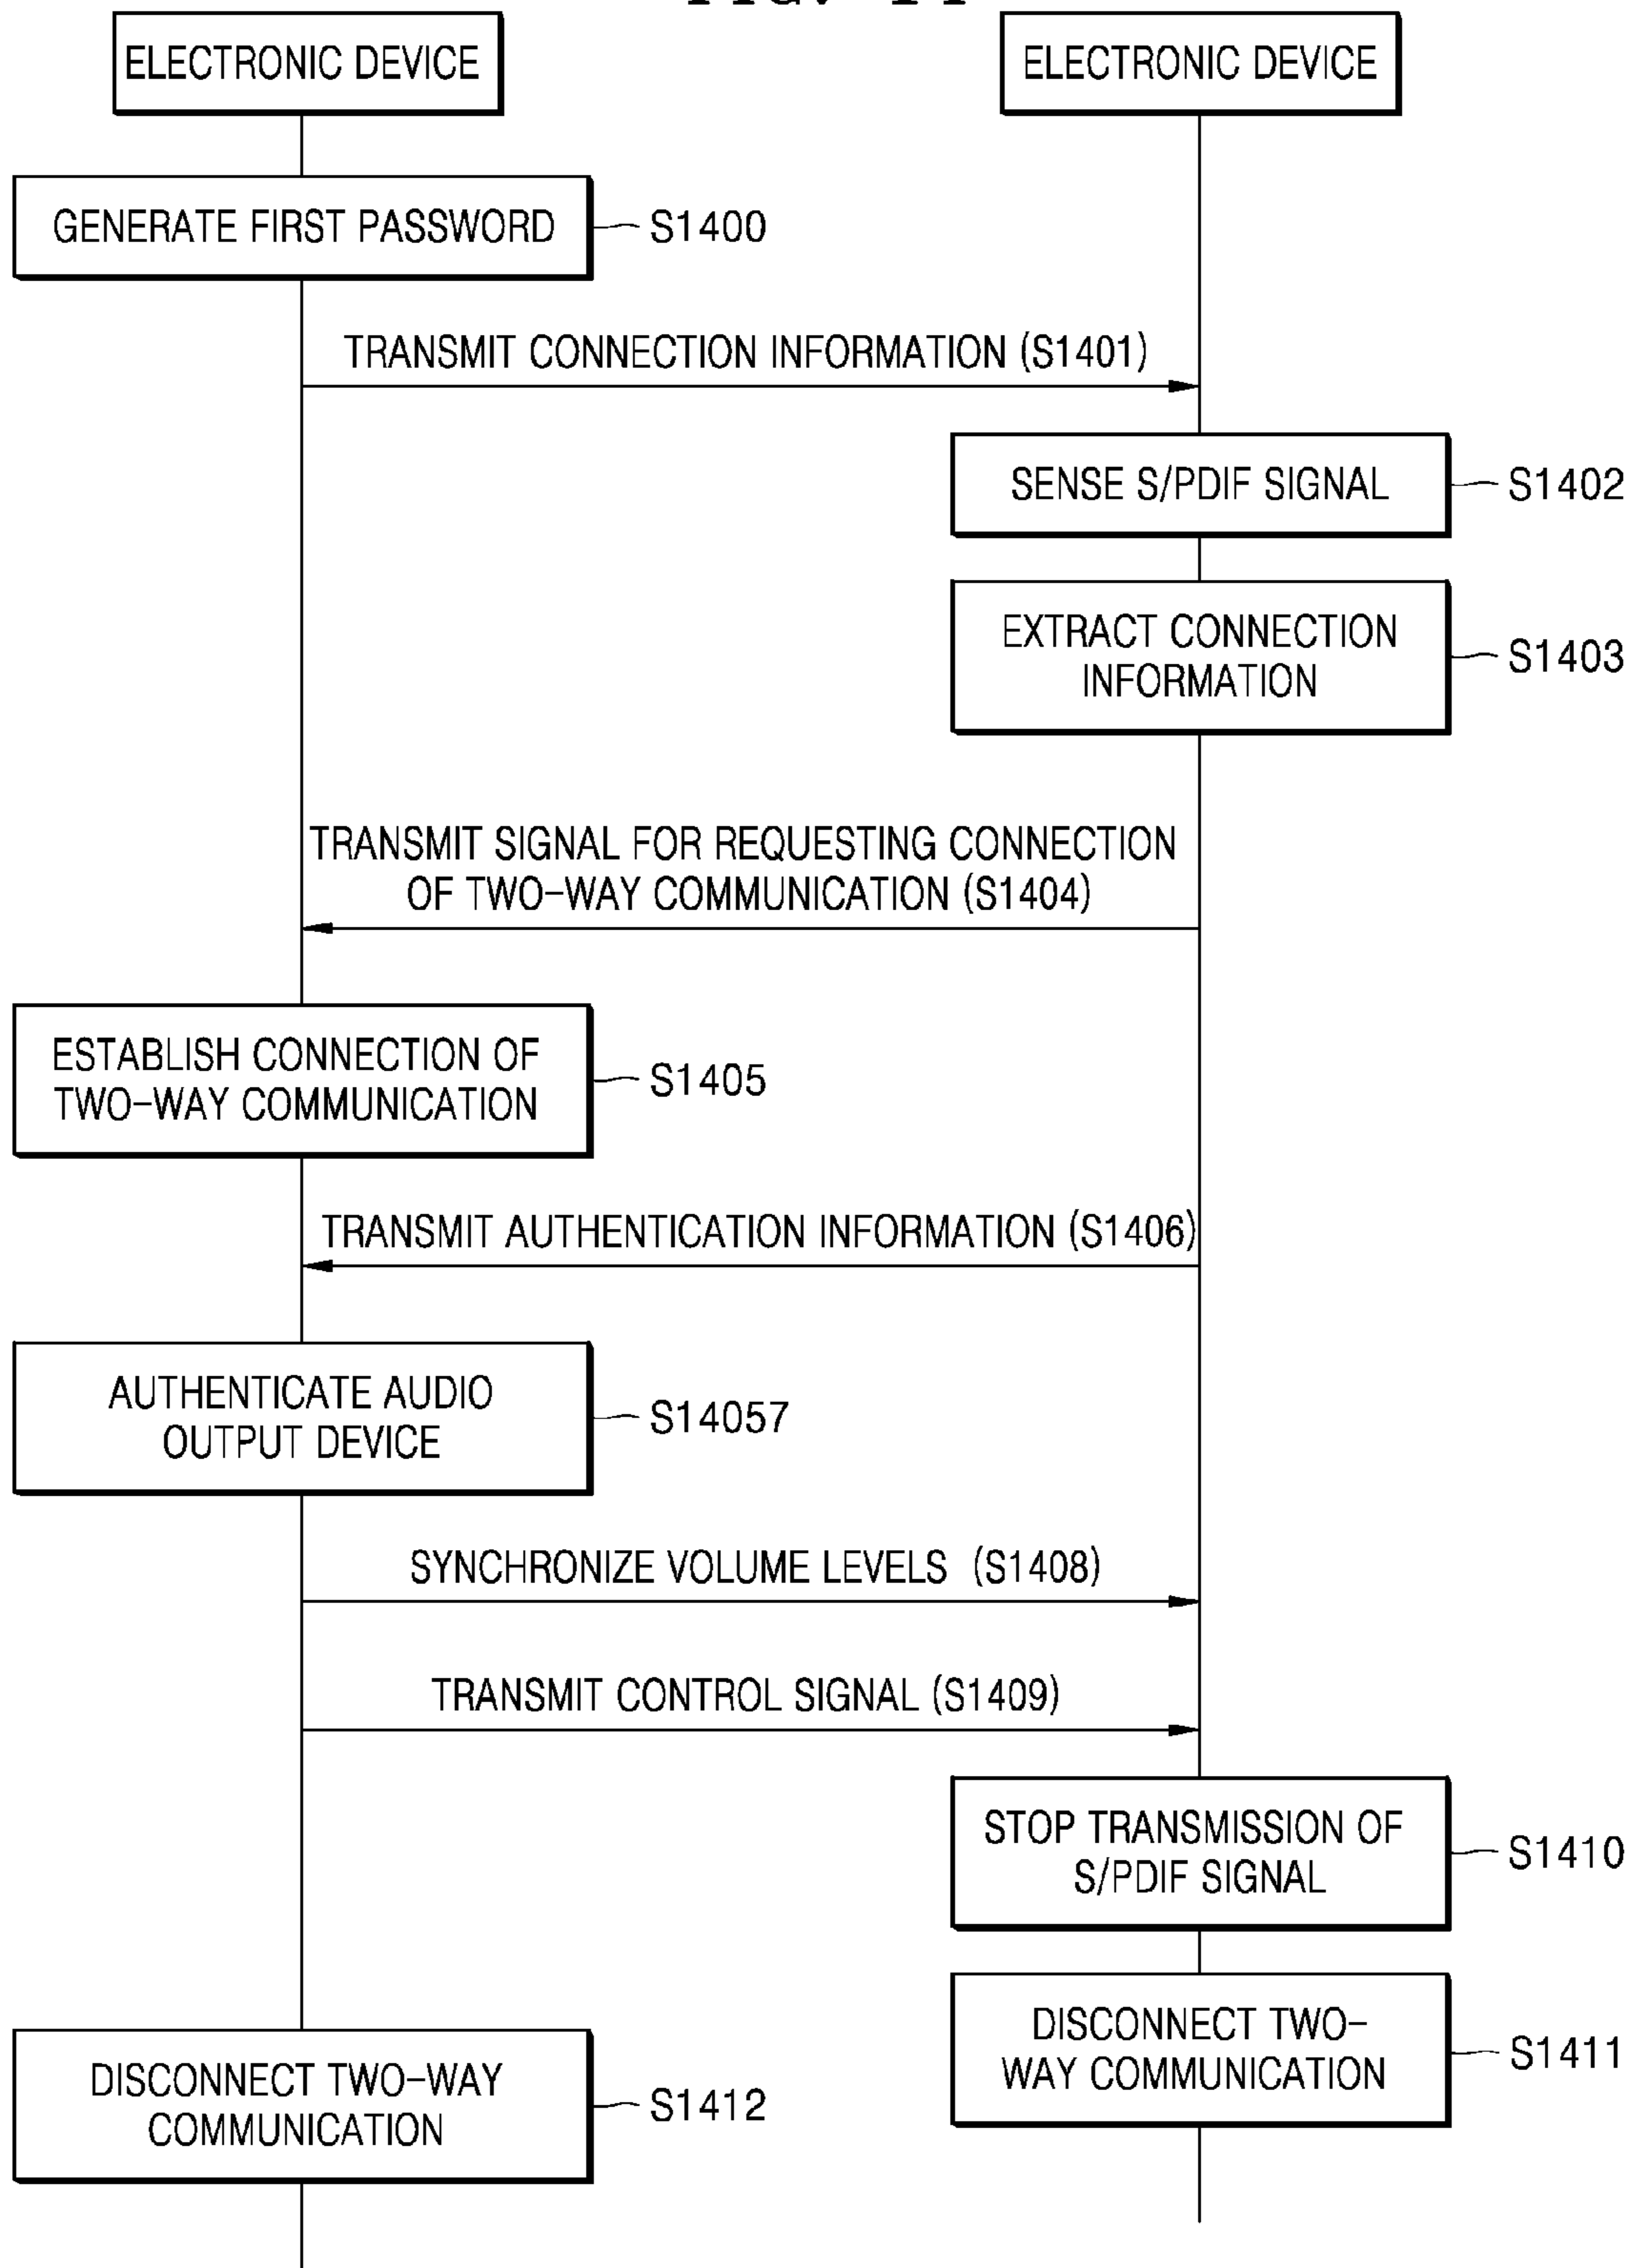 ELECTRONIC DEVICE
ELECTRONIC DEVICE
GENERATE FIRST PASSWORD
S1400
TRANSMIT CONNECTION INFORMATION (S1401)
SENSE S/PDIF SIGNAL
S1402
EXTRACT CONNECTION
INFORMATION
S1403
TRANSMIT SIGNAL FOR REQUESTING CONNECTION
OF TWO-WAY COMMUNICATION (S1404)
ESTABLISH CONNECTION OF
TWO-WAY COMMUNICATION
S1405
TRANSMIT AUTHENTICATION INFORMATION (S1406)
AUTHENTICATE AUDIO
OUTPUT DEVICE
S14057
SYNCHRONIZE VOLUME LEVELS (S1408)
TRANSMIT CONTROL SIGNAL (S1409)
STOP TRANSMISSION OF
S/PDIF SIGNAL
S1410
DISCONNECT TWO-
WAY COMMUNICATION
S1411
DISCONNECT TWO-WAY
COMMUNICATION
S1412